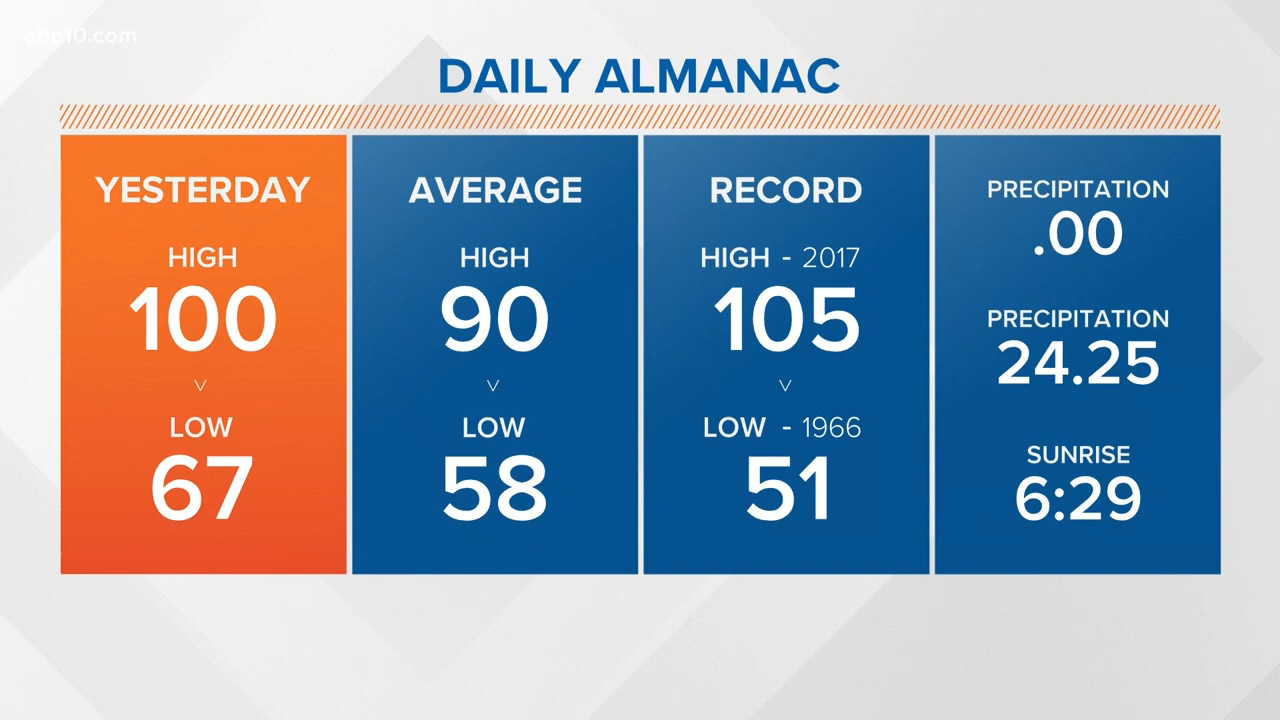 abc10.com
DAILY ALMANAC
YESTERDAY
HIGH
100
LOW
67
AVERAGE
HIGH
90
LOW
58
RECORD
HIGH - 2017
105
LOW - 1966
51
PRECIPITATION
.00
PRECIPITATION
24.25
SUNRISE
6:29